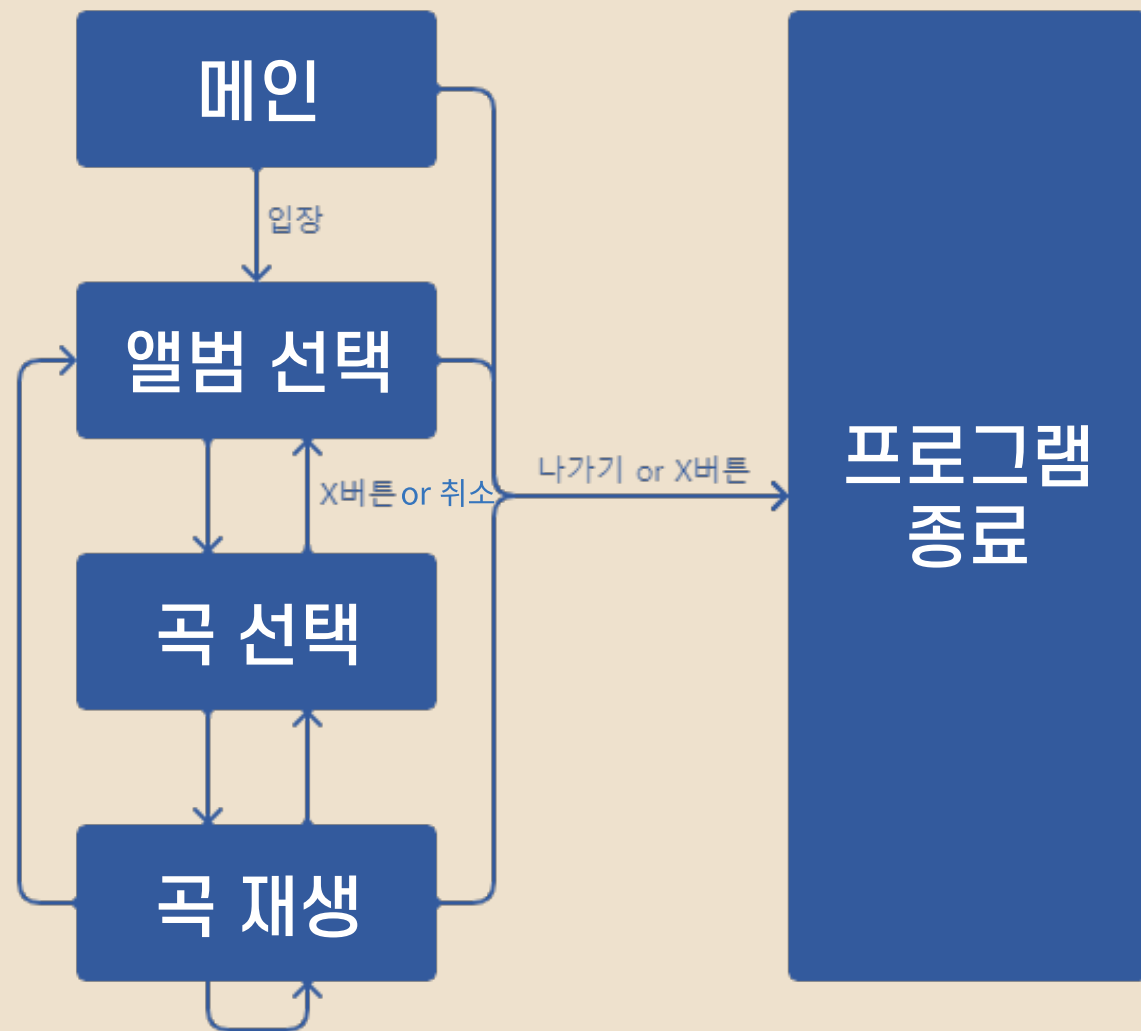 메인
입장
앨범 선택
X버튼 or 취소
나가기 or X버튼
곡 선택
곡 재생
프로그램
종료